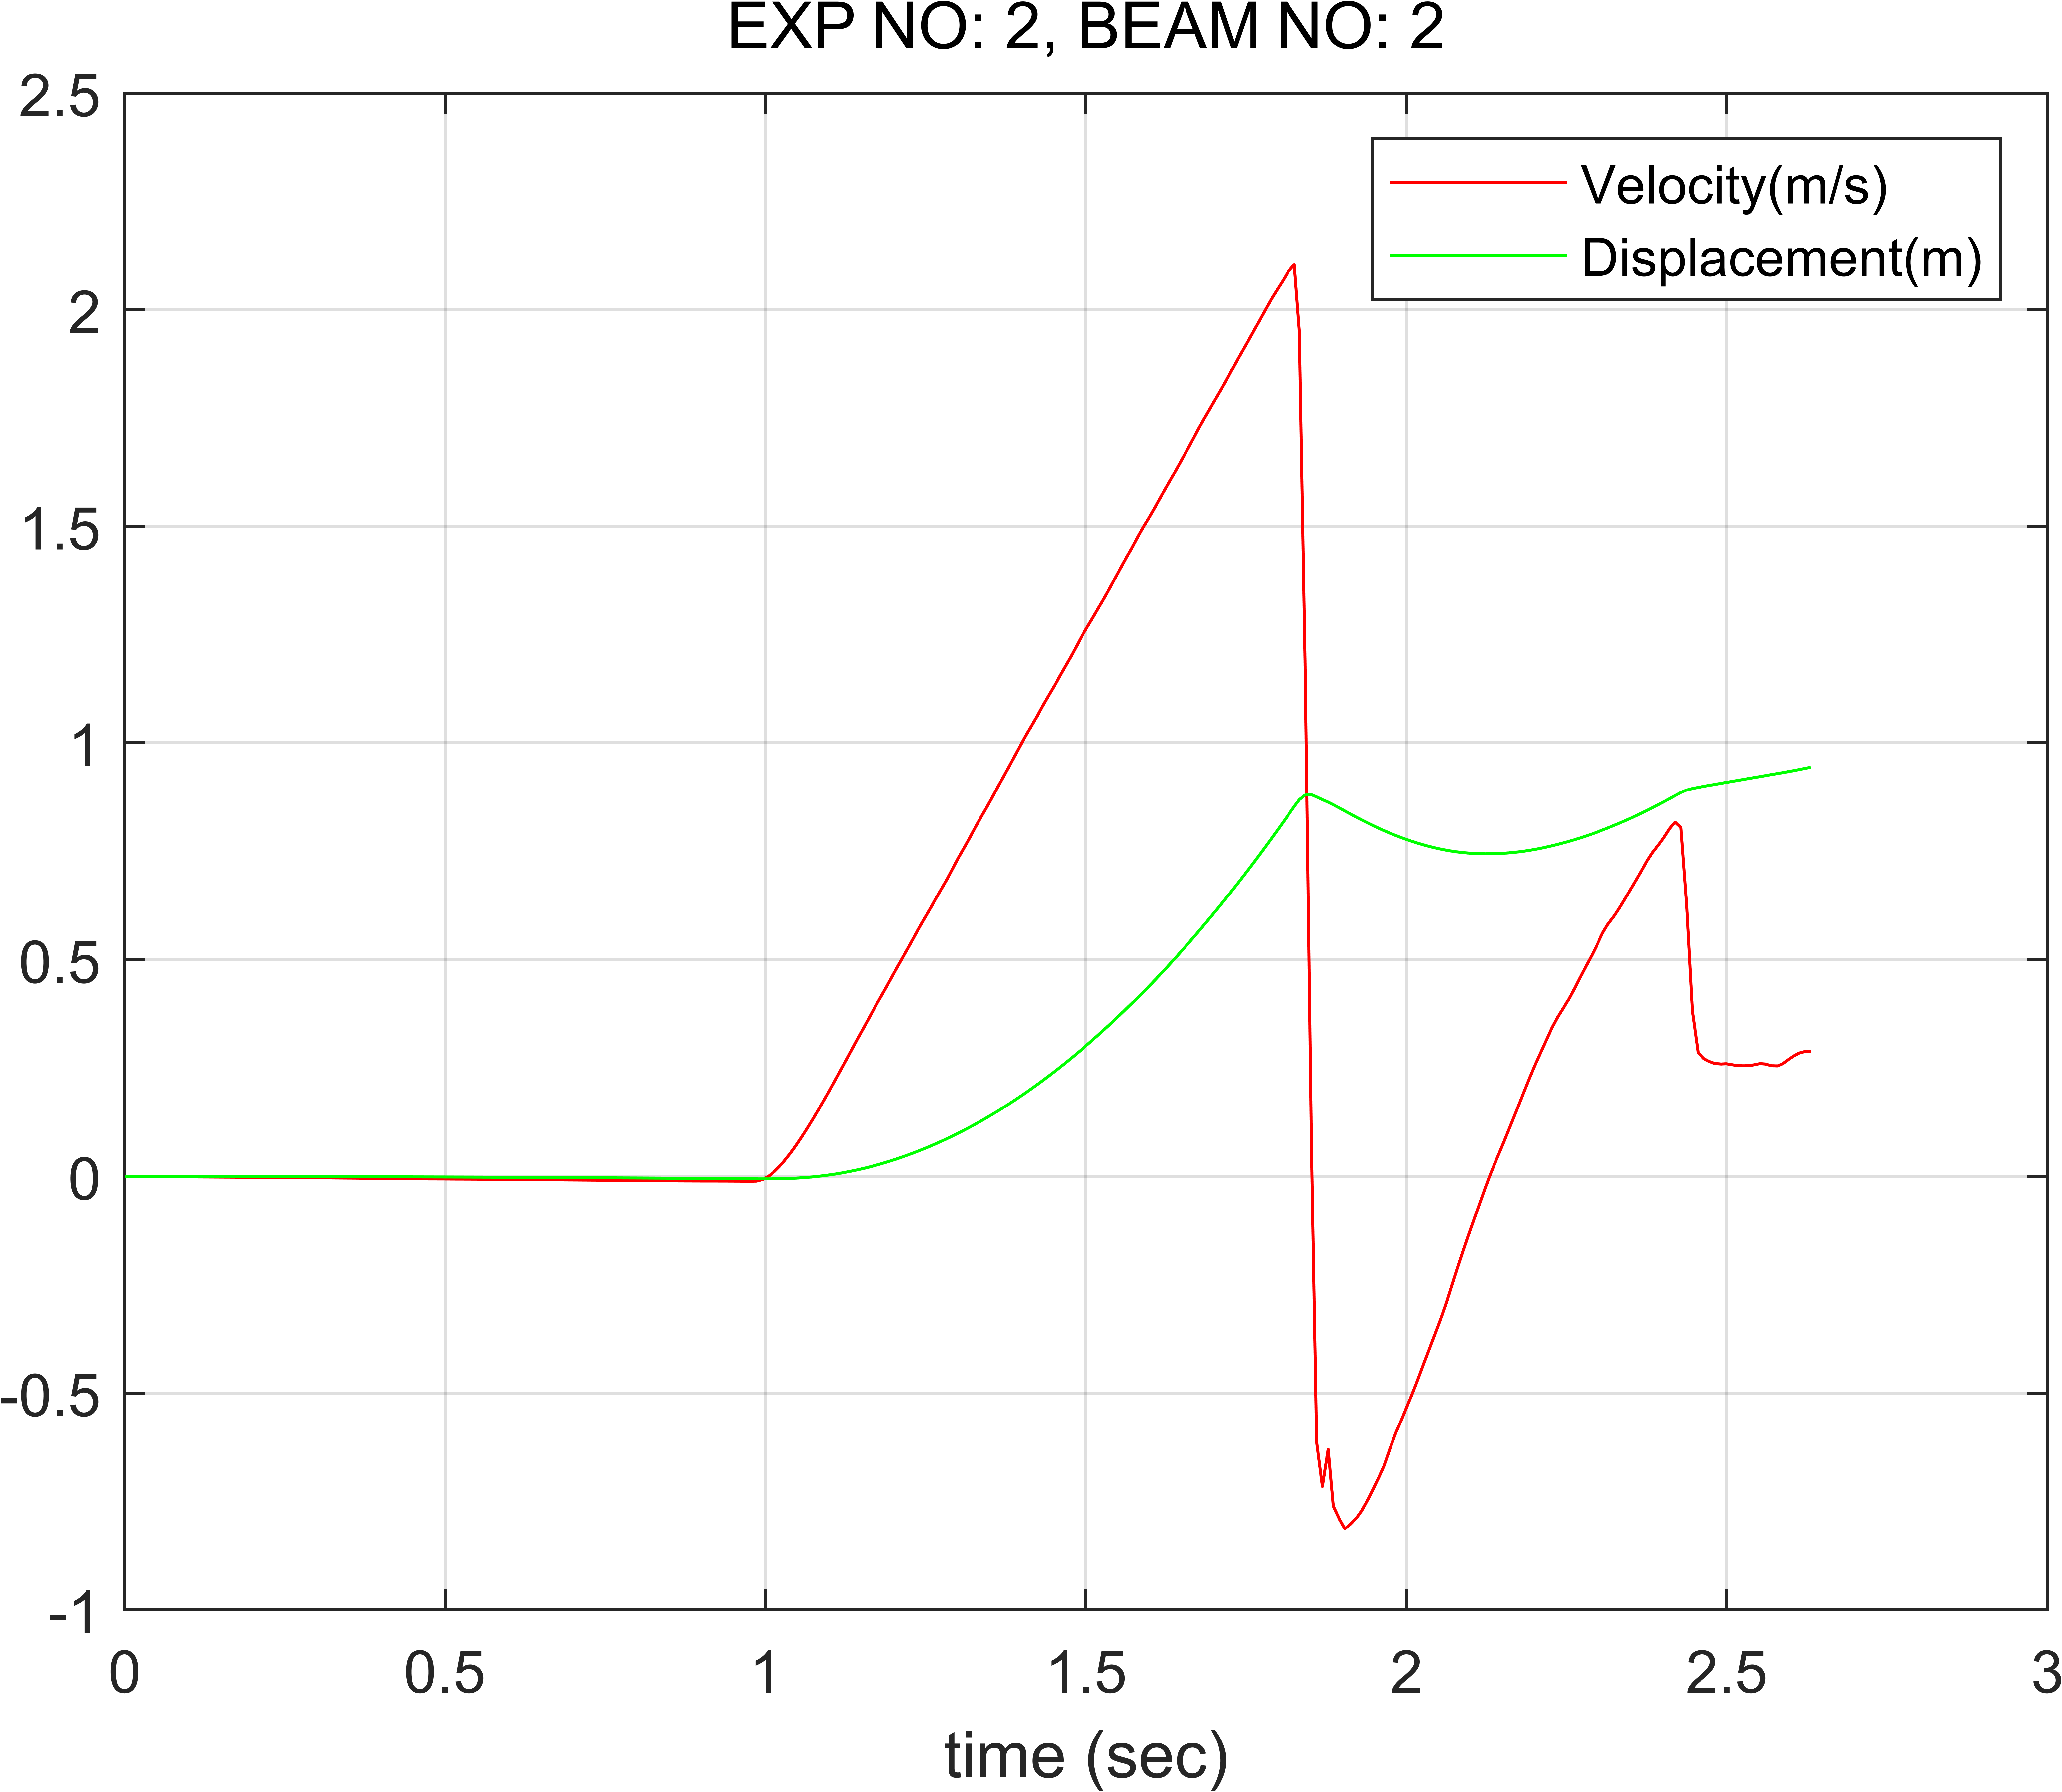 EXP NO: 2, BEAM NO: 2
2.5
Velocity(m/s)
Displacement(m)
2
1.5
1
0.5
0
-0.5
-1
0 0.5 1 1.5 2 2.5 3
time (sec)